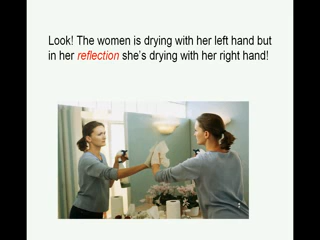 Look! The women is drying with her left hand but
in her reflection she's drying with her right hand!